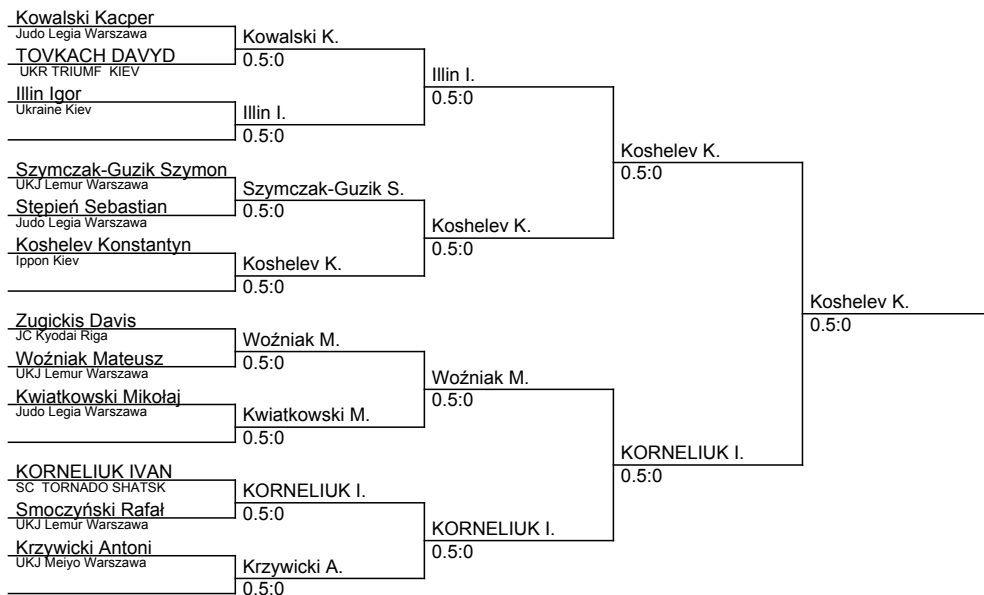 Kowalski Kacper
Judo Legia Warszawa
TOVKACH DAVYD
UKR TRIUMF KIEV
Illin Igor
Ukraine Kiev
Szymczak-Guzik Szymon
UKJ Lemur Warszawa
Stępień Sebastian
Judo Legia Warszawa
Koshelev Konstantyn
Ippon Kiev
Zugickis Davis
JC Kyodai Riga
Woźniak Mateusz
UKJ Lemur Warszawa
Kwiatkowski Mikołaj
Judo Legia Warszawa
KORNELIUK IVAN
SC TORNADO SHATSK
Smoczyński Rafał
UKJ Lemur Warszawa
Krzywicki Antoni
UKJ Meiyo Warszawa
Kowalski K.
0.5:0
Illin I.
0.5:0
Szymczak-Guzik S.
0.5:0
Koshelev K.
0.5:0
Woźniak M.
0.5:0
Kwiatkowski M.
0.5:0
KORNELIUK I.
0.5:0
Krzywicki A.
0.5:0
Illin I.
0.5:0
Koshelev K.
0.5:0
Woźniak M.
0.5:0
KORNELIUK I.
0.5:0
Koshelev K.
0.5:0
KORNELIUK I.
0.5:0
Koshelev K.
0.5:0